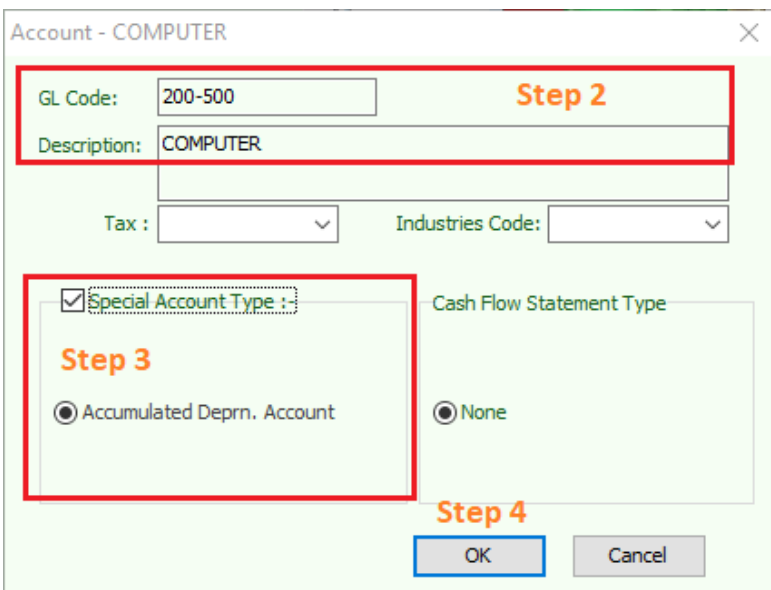 Account - COMPUTER
GL Code: 200-500 Step 2
Description: COMPUTER
Tax : Industries Code:
Special Account Type :- Cash Flow Statement Type
Step 3
Accumulated Deprn. Account None
Step 4
OK Cancel